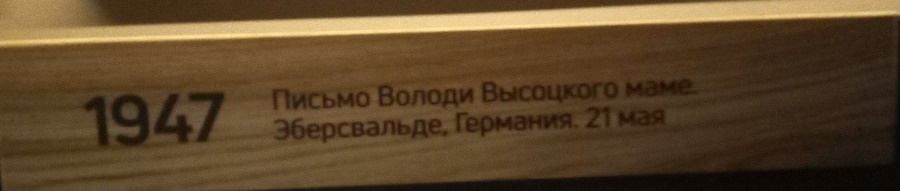 1947
Письмо Володи Высоцкого маме.
Эберсвальде, Германия. 21 мая